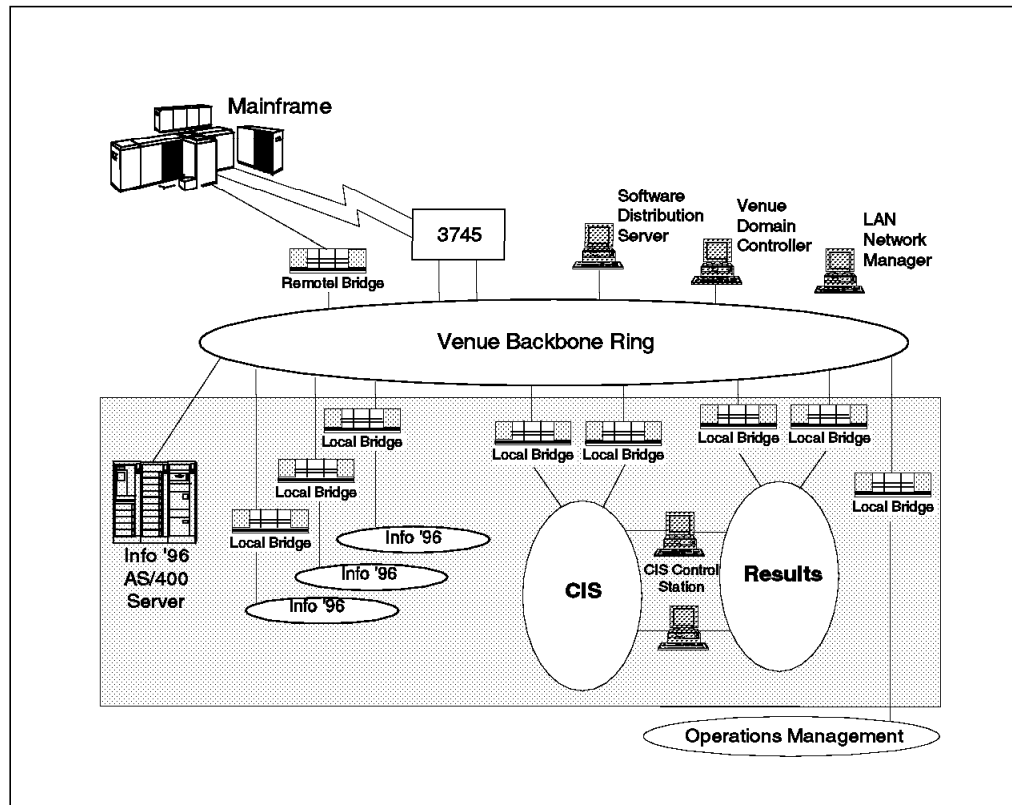 Mainframe
Software
Distribution
Server
Venue
Domain
Controller
LAN
Network
Manager
3745
Remotel Bridge
Venue Backbone Ring
Local Bridge
Local Bridge
Local Bridge
Local Bridge
Local Bridge
Local Bridge
Local Bridge
Local Bridge
Info '96
AS/400
Server
Info '96
Info '96
Info '96
CIS
CIS Control
Station
Results
Operations Management